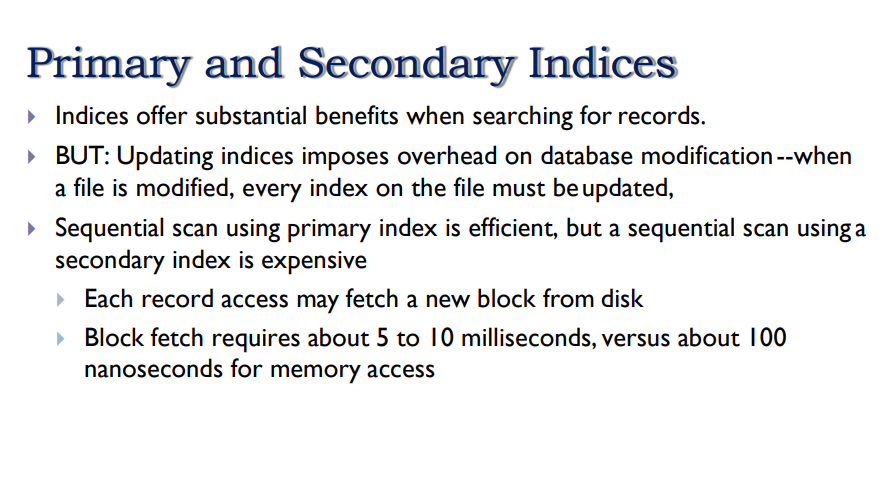 Primary and Secondary Indices
Indices offer substantial benefits when searching for records.
BUT: Updating indices imposes overhead on database modification --when
a file is modified, every index on the file must be updated,
Sequential scan using primary index is efficient, but a sequential scan using a
secondary index is expensive
Each record access may fetch a new block from disk
Block fetch requires about 5 to 10 milliseconds, versus about 100
nanoseconds for memory access